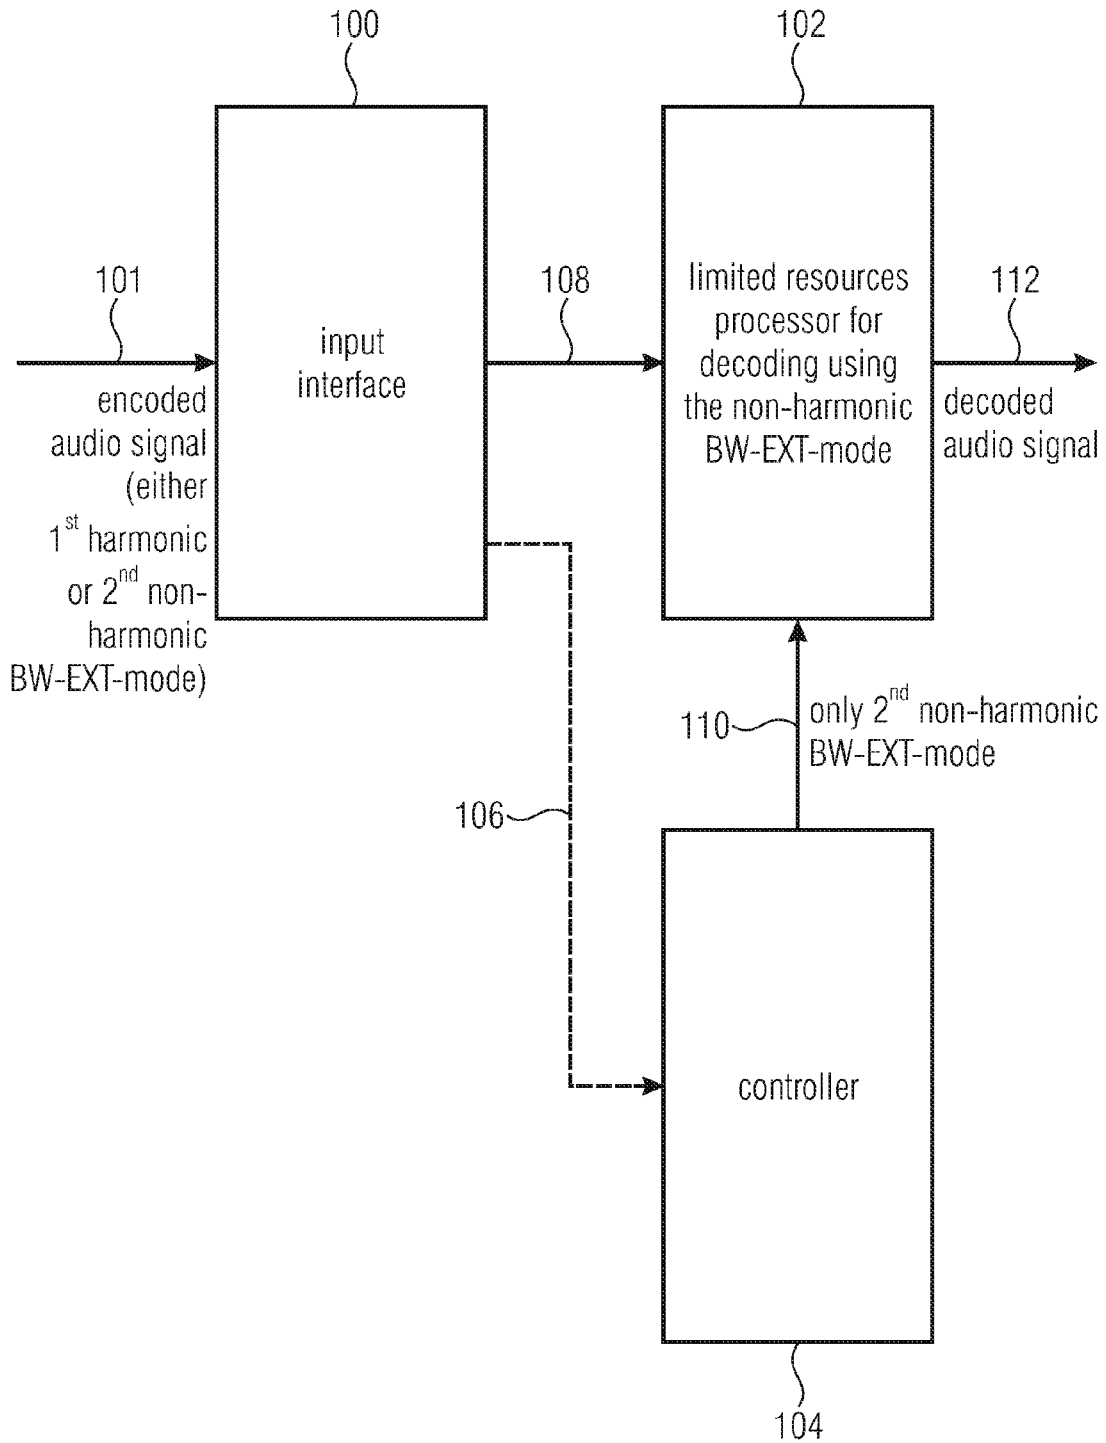 100
102
101
108
112
input
interface
limited resources
processor for
decoding using
the non-harmonic
BW-EXT-mode
encoded
audio signal
(either
1st harmonic
or 2nd non-
harmonic
BW-EXT-mode)
decoded
audio signal
110
only 2nd non-harmonic
BW-EXT-mode
106
controller
104